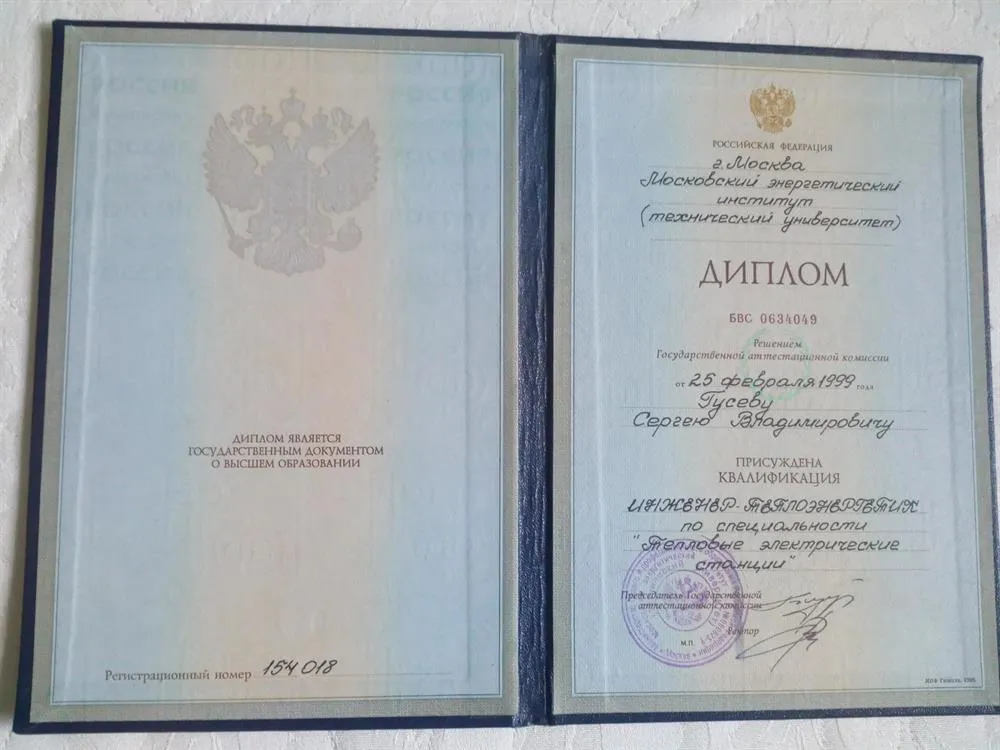 ДИПЛОМ ЯВЛЯЕТСЯ
ГОСУДАРСТВЕННЫМ ДОКУМЕНТОМ
О ВЫСШЕМ ОБРАЗОВАНИИ
Регистрационный номер 154 018
РОССИЙСКАЯ ФЕДЕРАЦИЯ
г. Москва
Московский энергетический
институт
(технический университет)
ДИПЛОМ
БВС 0634049
Решением
Государственной аттестационной комиссии
от 25 февраля 1999 года
Гусеву
Сергею Владимировичу
ПРИСУЖДЕНА
КВАЛИФИКАЦИЯ
ИНЖЕНЕР-ТЕПЛОЭНЕРГЕТИК
по специальности
"Тепловые электрические
станции"
Председатель Государственной
аттестационной комиссии
Ректор
М.П.